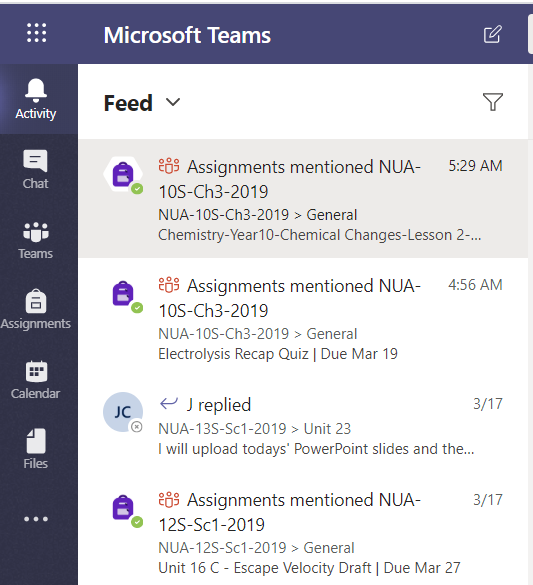 Microsoft Teams
Activity
Chat
Teams
Assignments
Calendar
Files
Feed
Assignments mentioned NUA- 5:29 AM
10S-Ch3-2019
NUA-10S-Ch3-2019 > General
Chemistry-Year10-Chemical Changes-Lesson 2-...
Assignments mentioned NUA- 4:56 AM
10S-Ch3-2019
NUA-10S-Ch3-2019 > General
Electrolysis Recap Quiz | Due Mar 19
JC
J replied 3/17
NUA-13S-Sc1-2019 > Unit 23
I will upload todays' PowerPoint slides and the...
Assignments mentioned NUA- 3/17
12S-Sc1-2019
NUA-12S-Sc1-2019 > General
Unit 16 C - Escape Velocity Draft | Due Mar 27